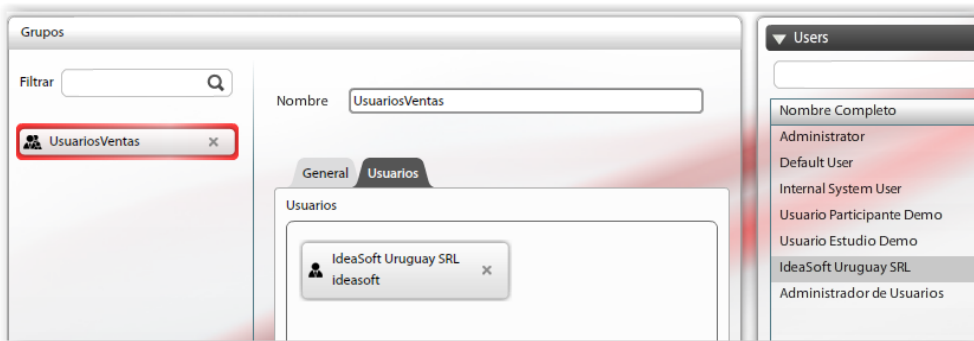 Grupos
Filtrar
UsuariosVentas
Nombre UsuariosVentas
General Usuarios
Usuarios
IdeaSoft Uruguay SRL
ideasoft
Users
Nombre Completo
Administrator
Default User
Internal System User
Usuario Participante Demo
Usuario Estudio Demo
IdeaSoft Uruguay SRL
Administrador de Usuarios